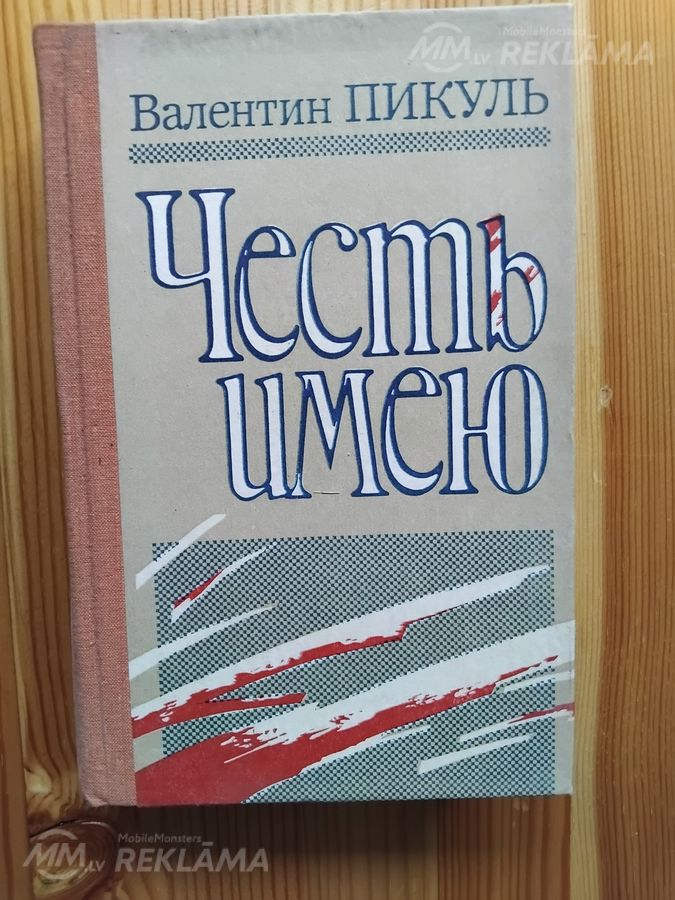 MobileMonsters
MM.LV REKLĀMA
Валентин ПИКУЛЬ
Честь
имею
MobileMonsters
MM.LV REKLĀMA